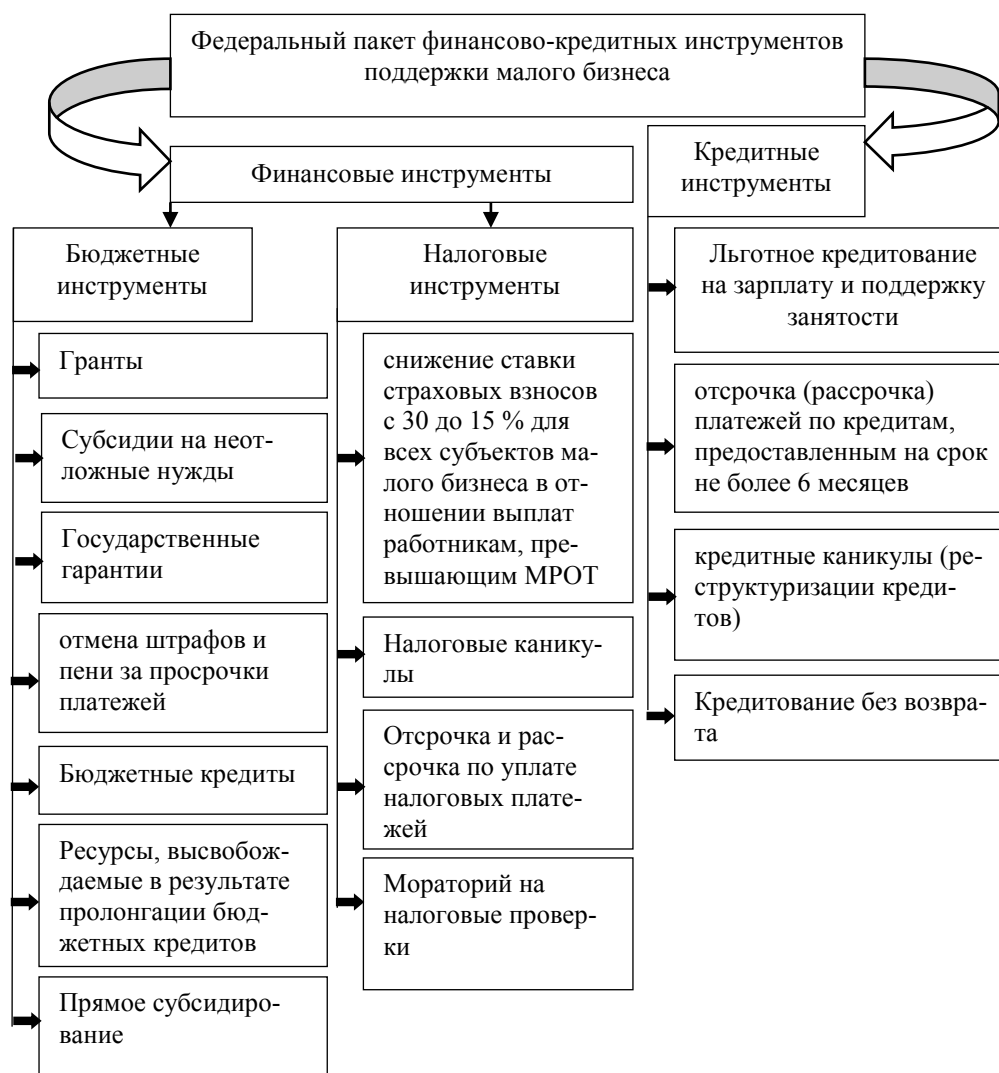 Федеральный пакет финансово-кредитных инструментов
поддержки малого бизнеса
Финансовые инструменты
Кредитные
инструменты
Бюджетные
инструменты
Гранты
Субсидии на неот-
ложные нужды
Государственные
гарантии
отмена штрафов и
пени за просрочки
платежей
Бюджетные кредиты
Ресурсы, высвобож-
даемые в результате
пролонгации бюд-
жетных кредитов
Прямое субсидиро-
вание
Налоговые
инструменты
снижение ставки
страховых взносов
с 30 до 15 % для
всех субъектов ма-
лого бизнеса в от-
ношении выплат
работникам, пре-
вышающим МРОТ
Налоговые канику-
лы
Отсрочка и рас-
срочка по уплате
налоговых плате-
жей
Мораторий на
налоговые провер-
ки
Льготное кредитование
на зарплату и поддержку
занятости
отсрочка (рассрочка)
платежей по кредитам,
предоставленным на срок
не более 6 месяцев
кредитные каникулы (ре-
структуризации креди-
тов)
Кредитование без возвра-
та